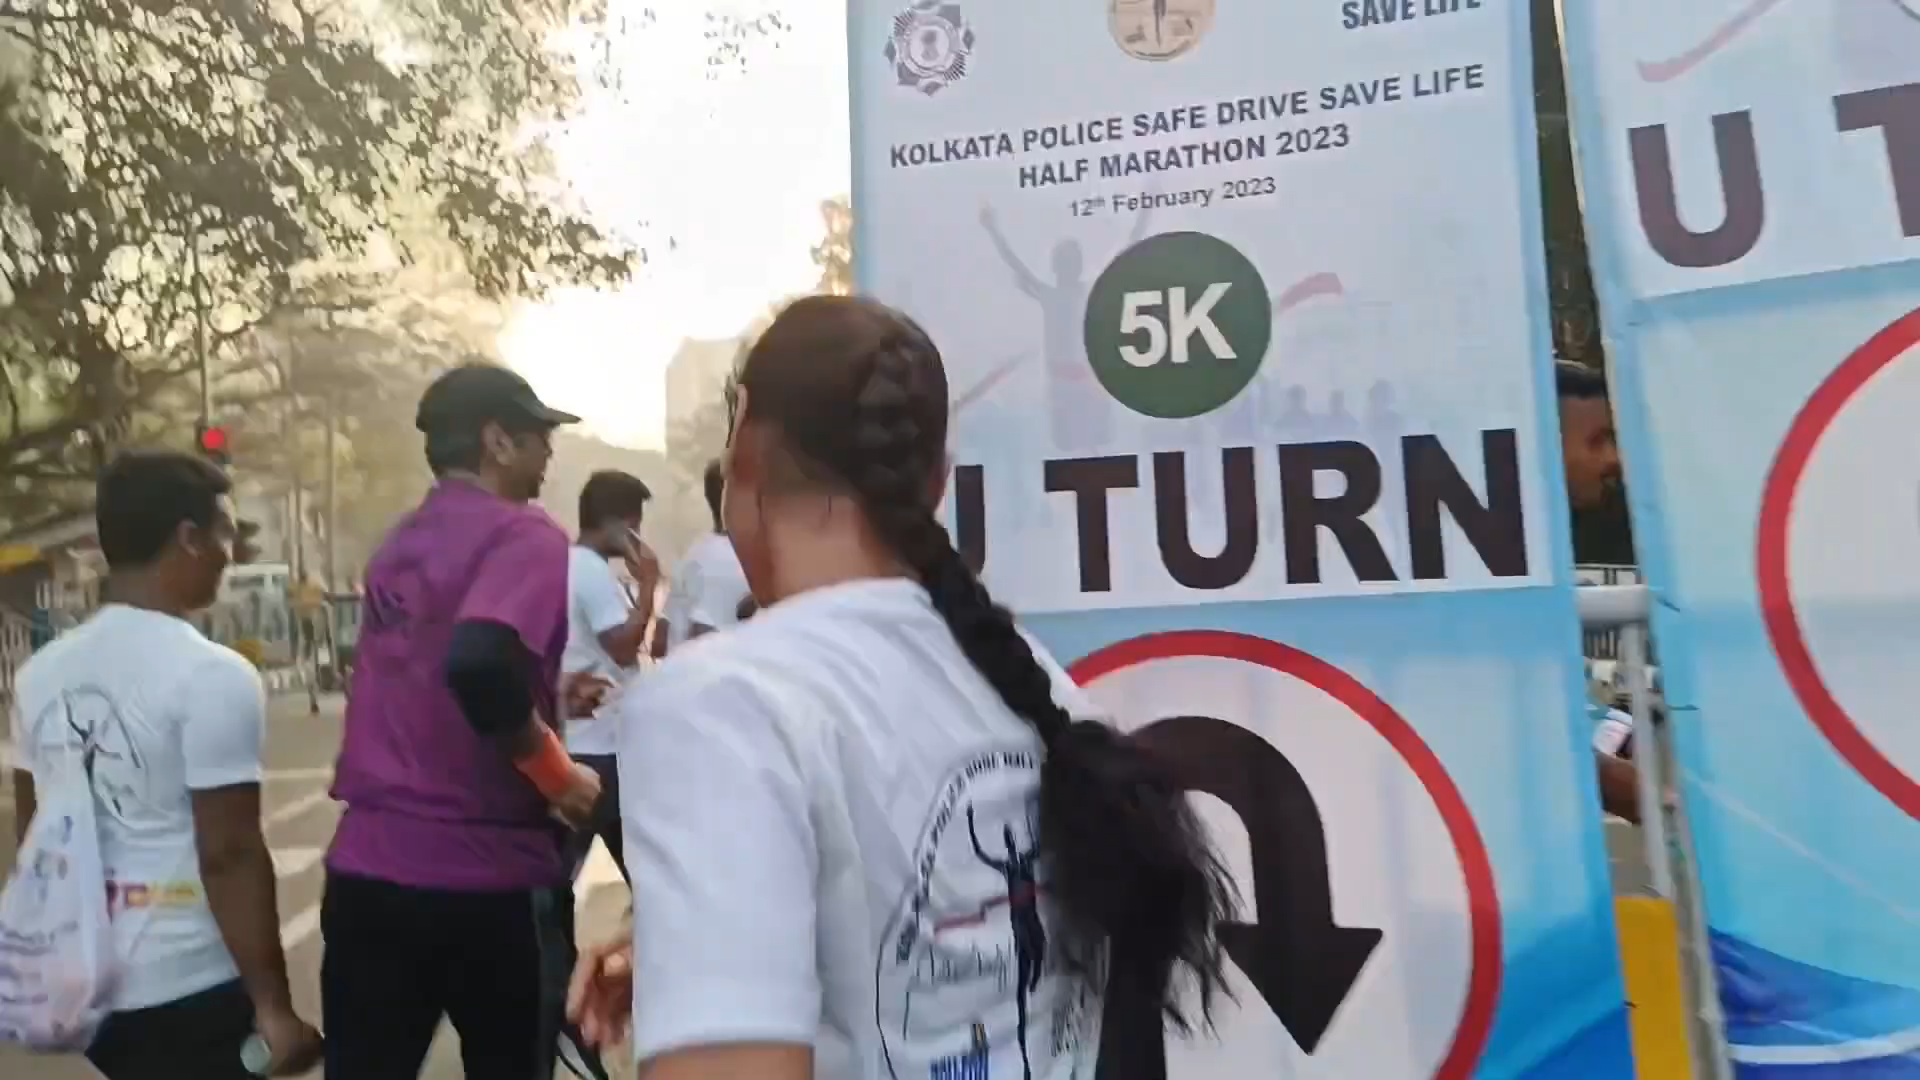 SAVE LIFE
KOLKATA POLICE SAFE DRIVE SAVE LIFE
HALF MARATHON 2023
12th February 2023
5K
U TURN
U T